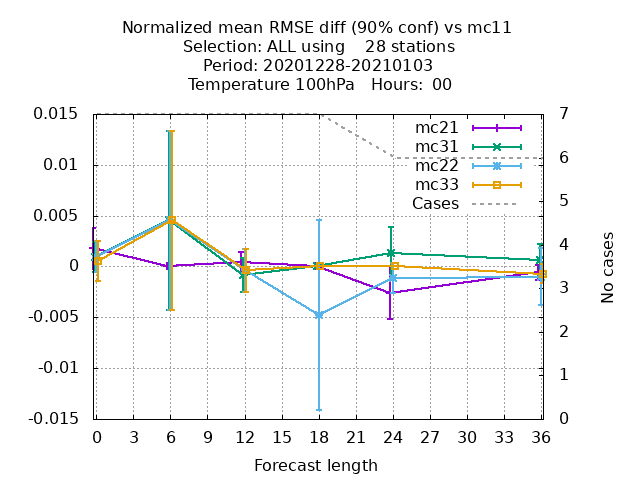 Normalized mean RMSE diff (90% conf) vs mc11
Selection: ALL using    28 stations
Period: 20201228-20210103
Temperature 100hPa   Hours:  00
0.015
0.01
0.005
0
-0.005
-0.01
-0.015
mc21
mc31
mc22
mc33
Cases
7
6
5
4
3
2
1
0
No cases
0 3 6 9 12 15 18 21 24 27 30 33 36
Forecast length